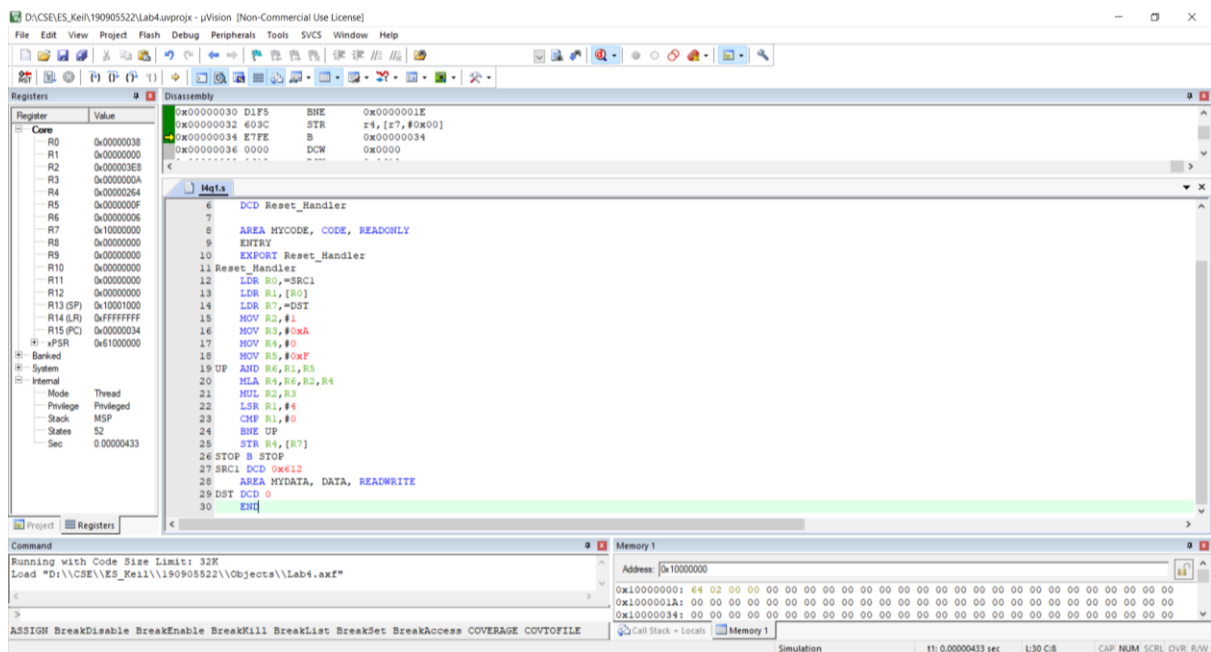 D:\CSE\ES_Keil\190905522\Lab4.uvprojx - µVision [Non-Commercial Use License]
File Edit View Project Flash Debug Peripherals Tools SVCS Window Help
Registers
Register Value
Core
R0 0x00000038
R1 0x00000000
R2 0x000003E8
R3 0x0000000A
R4 0x00000264
R5 0x0000000F
R6 0x00000006
R7 0x10000000
R8 0x00000000
R9 0x00000000
R10 0x00000000
R11 0x00000000
R12 0x00000000
R13 (SP) 0x10001000
R14 (LR) 0xFFFFFFFF
R15 (PC) 0x00000034
xPSR 0x61000000
Banked
System
Internal
Mode Thread
Privilege Privileged
Stack MSP
States 52
Sec 0.00000433
Project Registers
Disassembly
0x00000030 D1F5 BNE 0x0000001E
0x00000032 603C STR r4,[r7,#0x00]
0x00000034 E7FE B 0x00000034
0x00000036 0000 DCW 0x0000
l4q1.s
6 DCD Reset_Handler
7
8 AREA MYCODE, CODE, READONLY
9 ENTRY
10 EXPORT Reset_Handler
11 Reset_Handler
12 LDR R0,=SRC1
13 LDR R1,[R0]
14 LDR R7,=DST
15 MOV R2,#1
16 MOV R3,#0xA
17 MOV R4,#0
18 MOV R5,#0xF
19 UP AND R6,R1,R5
20 MLA R4,R6,R2,R4
21 MUL R2,R3
22 LSR R1,#4
23 CMP R1,#0
24 BNE UP
25 STR R4,[R7]
26 STOP B STOP
27 SRC1 DCD 0x612
28 AREA MYDATA, DATA, READWRITE
29 DST DCD 0
30 END
Command
Running with Code Size Limit: 32K
Load "D:\\CSE\\ES_Keil\\190905522\\Objects\\Lab4.axf"
>
ASSIGN BreakDisable BreakEnable BreakKill BreakList BreakSet BreakAccess COVERAGE COVTOFILE
Memory 1
Address: 0x10000000
0x10000000: 64 02 00 00 00 00 00 00 00 00 00 00 00 00 00 00 00 00 00 00 00 00 00 00 00 00
0x1000001A: 00 00 00 00 00 00 00 00 00 00 00 00 00 00 00 00 00 00 00 00 00 00 00 00 00 00
0x10000034: 00 00 00 00 00 00 00 00 00 00 00 00 00 00 00 00 00 00 00 00 00 00 00 00 00 00
Call Stack + Locals Memory 1
Simulation t1: 0.00000433 sec L:30 C:8 CAP NUM SCRL OVR R/W